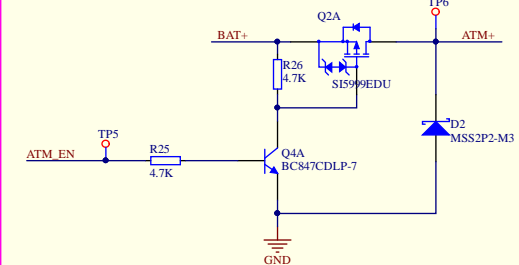 TP6
Q2A
BAT+
ATM+
R26
4.7K
SI5999EDU
TP5
D2
MSS2P2-M3
ATM_EN
R25
4.7K
Q4A
BC847CDLP-7
GND